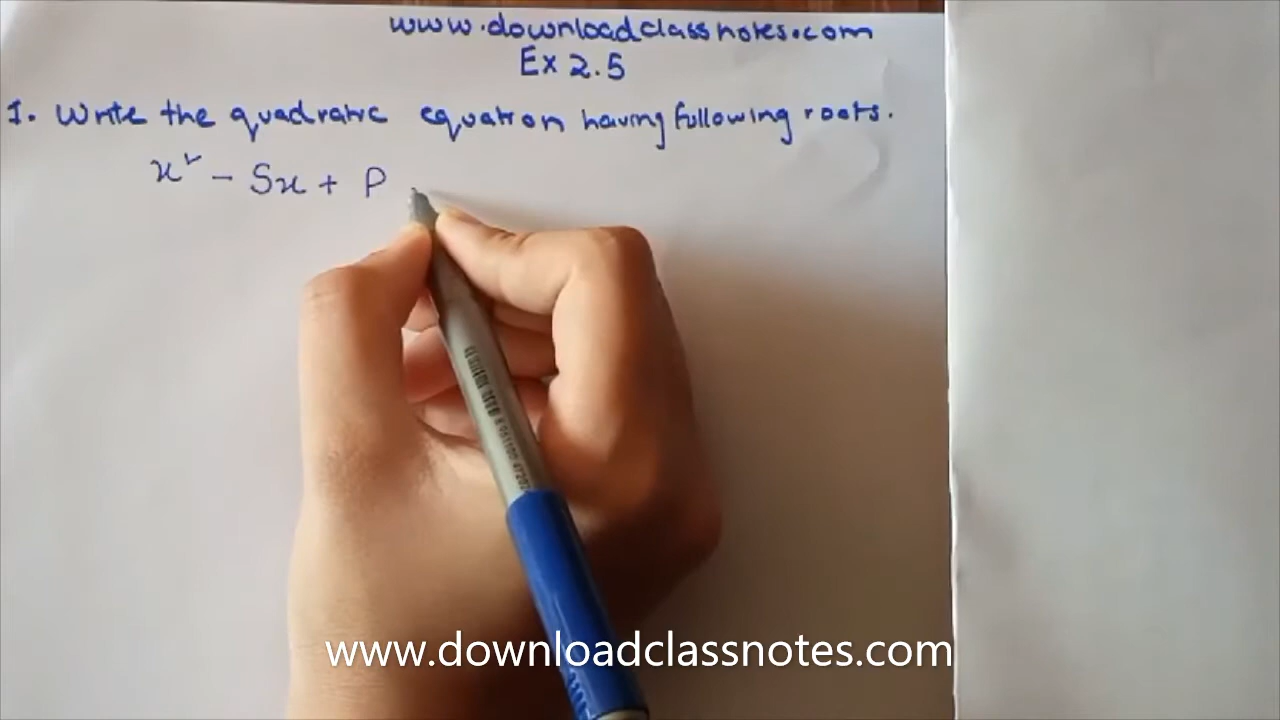 www.downloadclassnotes.com
Ex 2.5
1. Write the quadratic equation having following roots.
x² - Sx + P
www.downloadclassnotes.com